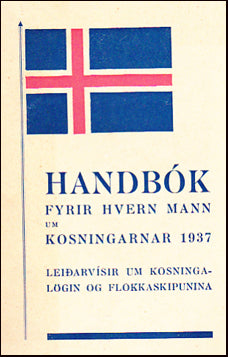 HANDBÓK
FYRIR HVERN MANN
UM
KOSNINGARNAR 1937
LEIÐARVÍSIR UM KOSNINGA-
LÖGIN OG FLOKKASKIPUNINA